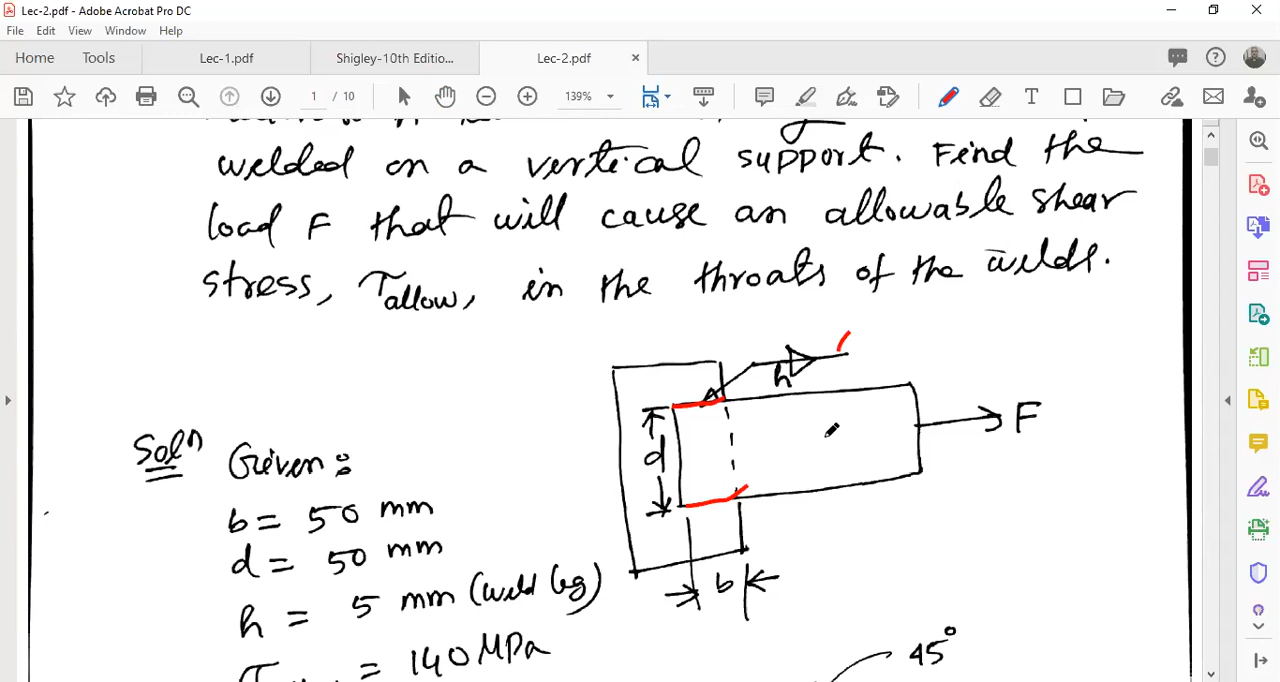 Lec-2.pdf - Adobe Acrobat Pro DC
File Edit View Window Help
Home Tools Lec-1.pdf Shigley-10th Editio... Lec-2.pdf ×
1 / 10 139%
welded on a vertical support. Find the
load F that will cause an allowable shear
stress, τallow, in the throats of the welds.
h
F
d
b
Soln Given:
b = 50 mm
d = 50 mm
h = 5 mm (weld leg)
= 140 MPa
45°